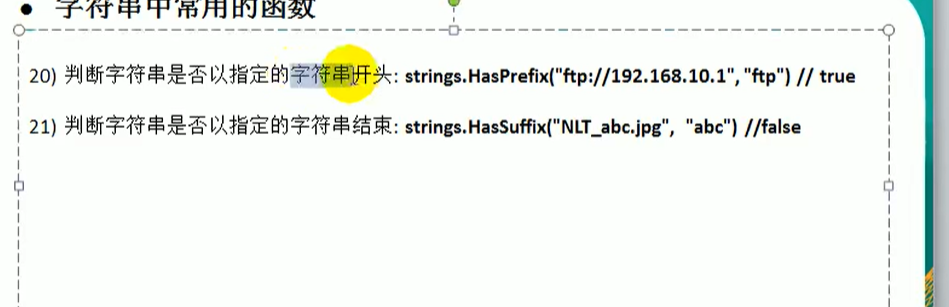 ● 字符串中常用的函数
20) 判断字符串是否以指定的字符串开头: strings.HasPrefix("ftp://192.168.10.1", "ftp") // true
21) 判断字符串是否以指定的字符串结束: strings.HasSuffix("NLT_abc.jpg", "abc") //false